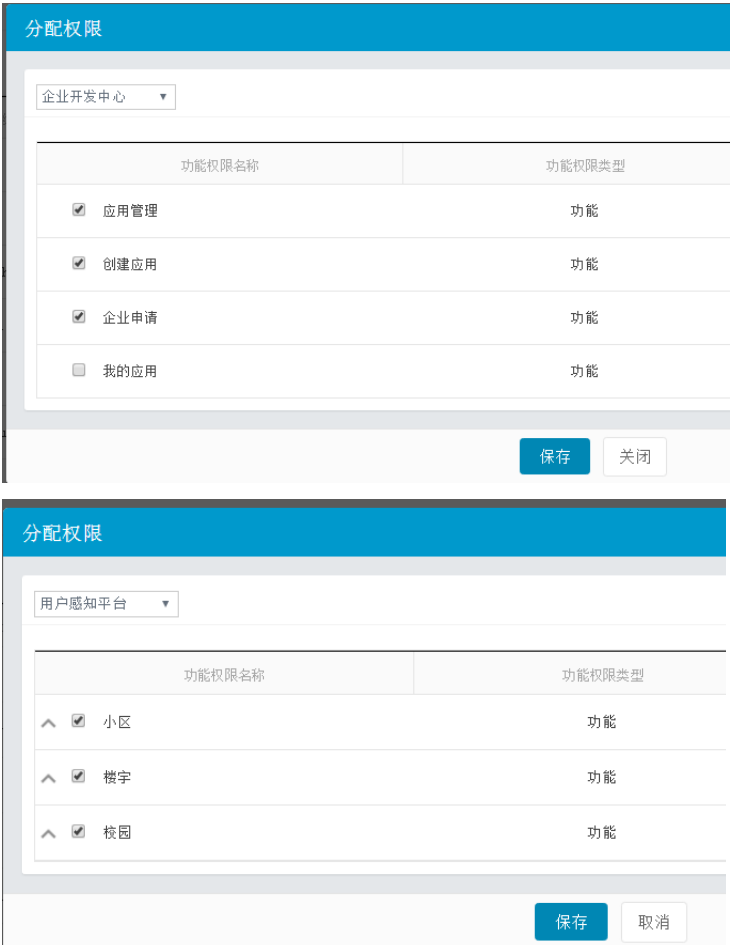 分配权限
企业开发中心
功能权限名称 功能权限类型
应用管理 功能
创建应用 功能
企业申请 功能
我的应用 功能
保存 关闭
分配权限
用户感知平台
功能权限名称 功能权限类型
小区 功能
楼宇 功能
校园 功能
保存 取消